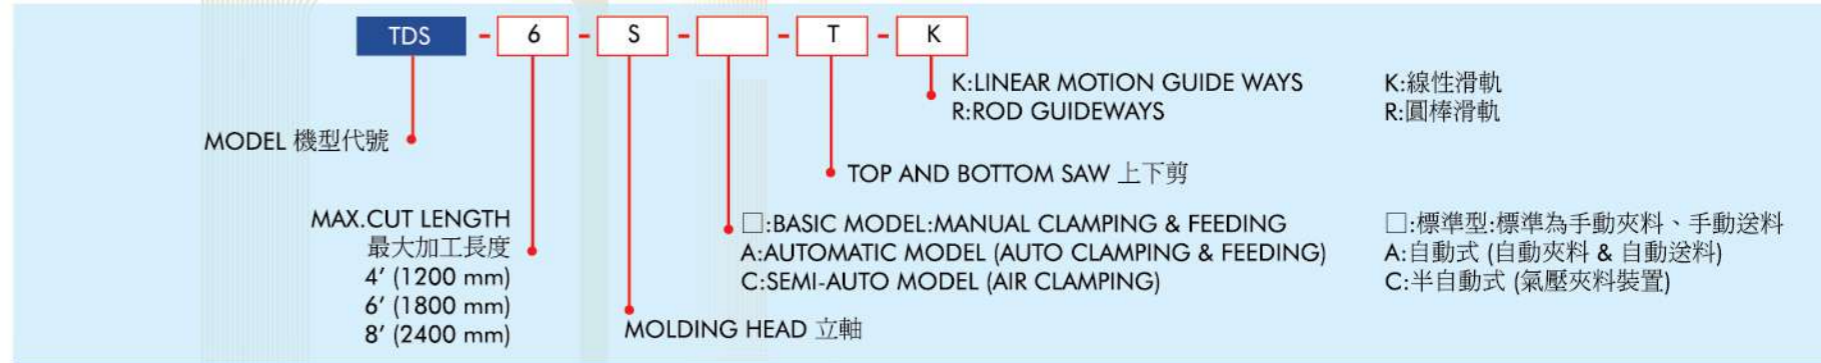 TDS - 6 - S - □ - T - K
K:LINEAR MOTION GUIDE WAYS K:線性滑軌
R:ROD GUIDEWAYS R:圓棒滑軌
MODEL 機型代號
TOP AND BOTTOM SAW 上下剪
MAX.CUT LENGTH
最大加工長度
4′ (1200 mm)
6′ (1800 mm)
8′ (2400 mm)
□:BASIC MODEL:MANUAL CLAMPING & FEEDING □:標準型:標準為手動夾料、手動送料
A:AUTOMATIC MODEL (AUTO CLAMPING & FEEDING) A:自動式 (自動夾料 & 自動送料)
C:SEMI-AUTO MODEL (AIR CLAMPING) C:半自動式 (氣壓夾料裝置)
MOLDING HEAD 立軸